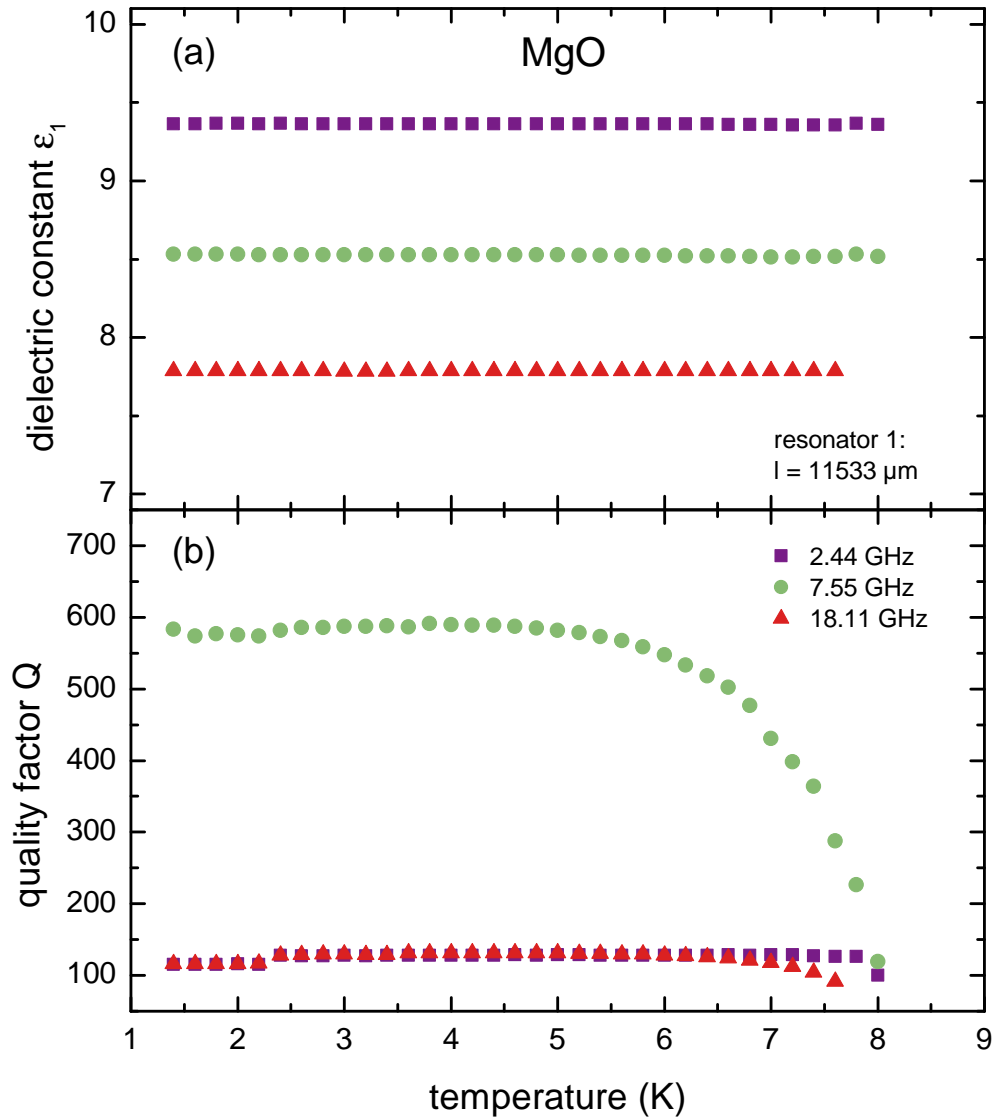 (a)
MgO
10
9
8
7
dielectric constant ε₁
resonator 1:
l = 11533 µm
(b)
2.44 GHz
7.55 GHz
18.11 GHz
700
600
500
400
300
200
100
quality factor Q
1 2 3 4 5 6 7 8 9
temperature (K)